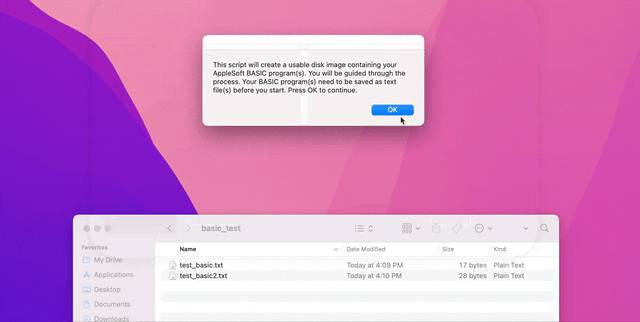 This script will create a usable disk image containing your
AppleSoft BASIC program(s). You will be guided through the
process. Your BASIC program(s) need to be saved as text
file(s) before you start. Press OK to continue.
OK
basic_test
Favorites
Name Date Modified Size Kind
My Drive
test_basic.txt Today at 4:09 PM 17 bytes Plain Text
Applications
test_basic2.txt Today at 4:10 PM 28 bytes Plain Text
Desktop
Documents
Downloads